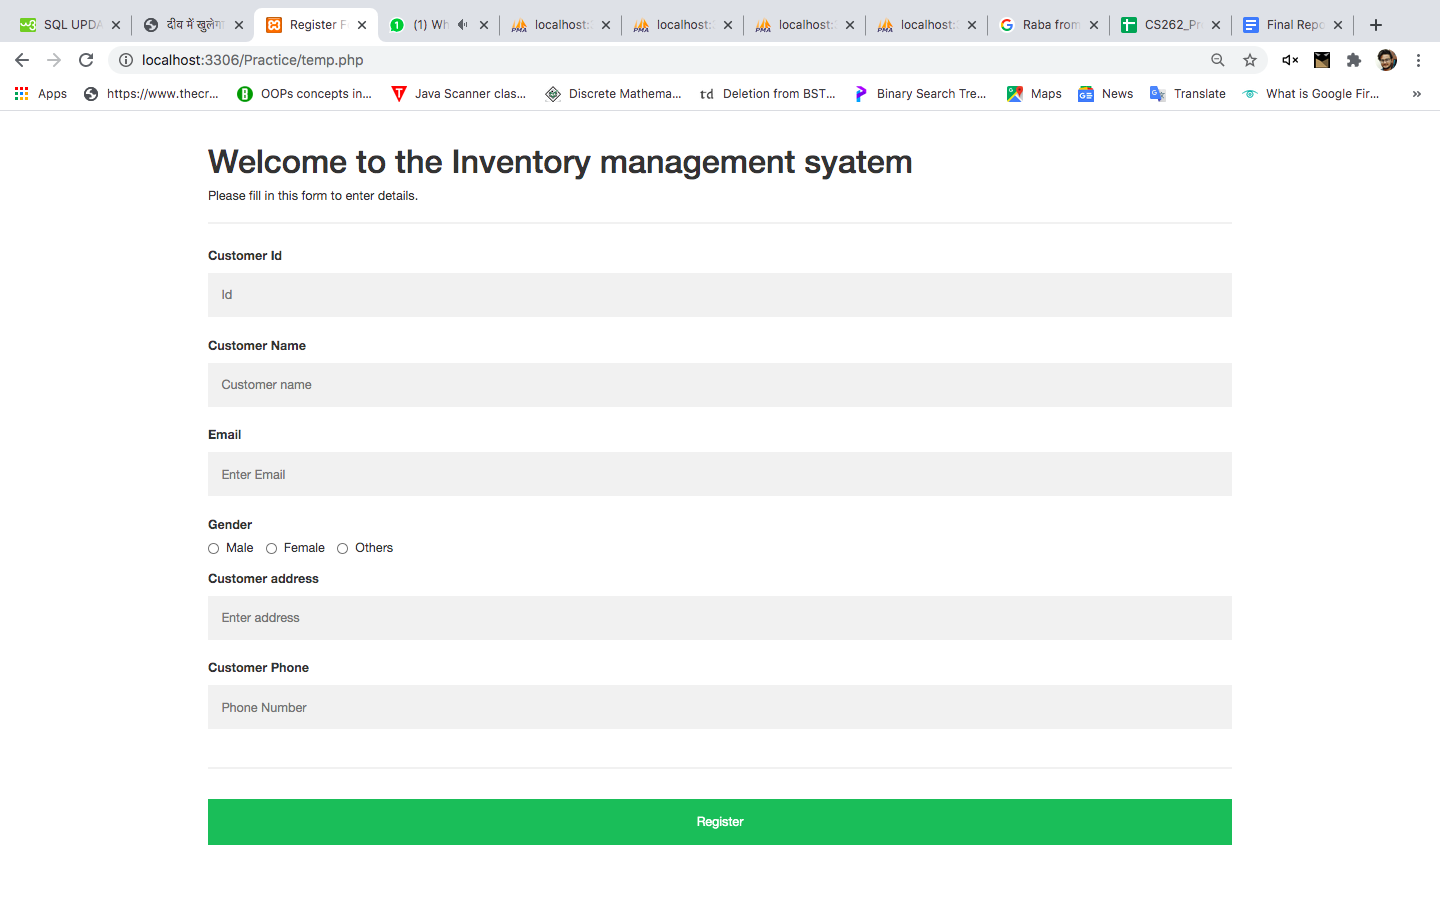 SQL UPDA
दीव में खुलेग
Register F
(1) Wh
localhost:
localhost:
localhost:
localhost:
Raba from
CS262_Pr
Final Repo
localhost:3306/Practice/temp.php
Apps
https://www.thecr...
OOPs concepts in...
Java Scanner clas...
Discrete Mathema...
td Deletion from BST...
Binary Search Tre...
Maps
News
Translate
What is Google Fir...
»
Welcome to the Inventory management syatem
Please fill in this form to enter details.
Customer Id
Id
Customer Name
Customer name
Email
Enter Email
Gender
Male Female Others
Customer address
Enter address
Customer Phone
Phone Number
Register